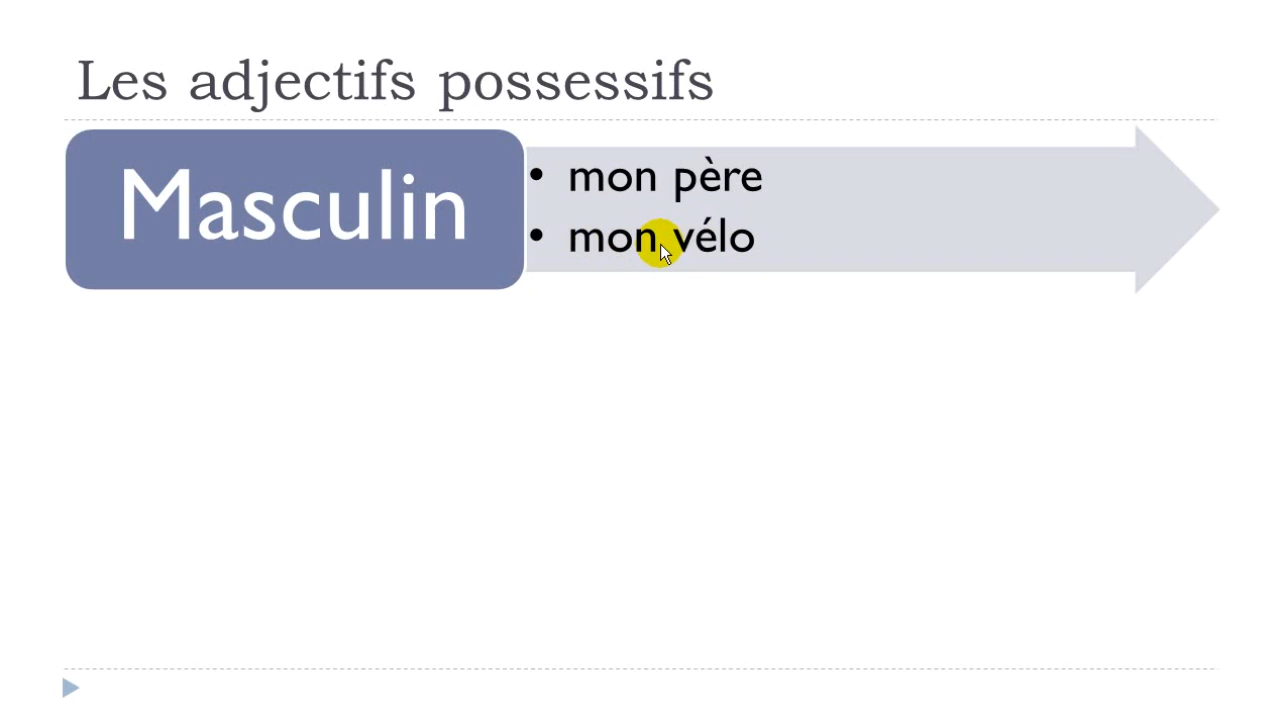 Les adjectifs possessifs
Masculin
• mon père
• mon vélo